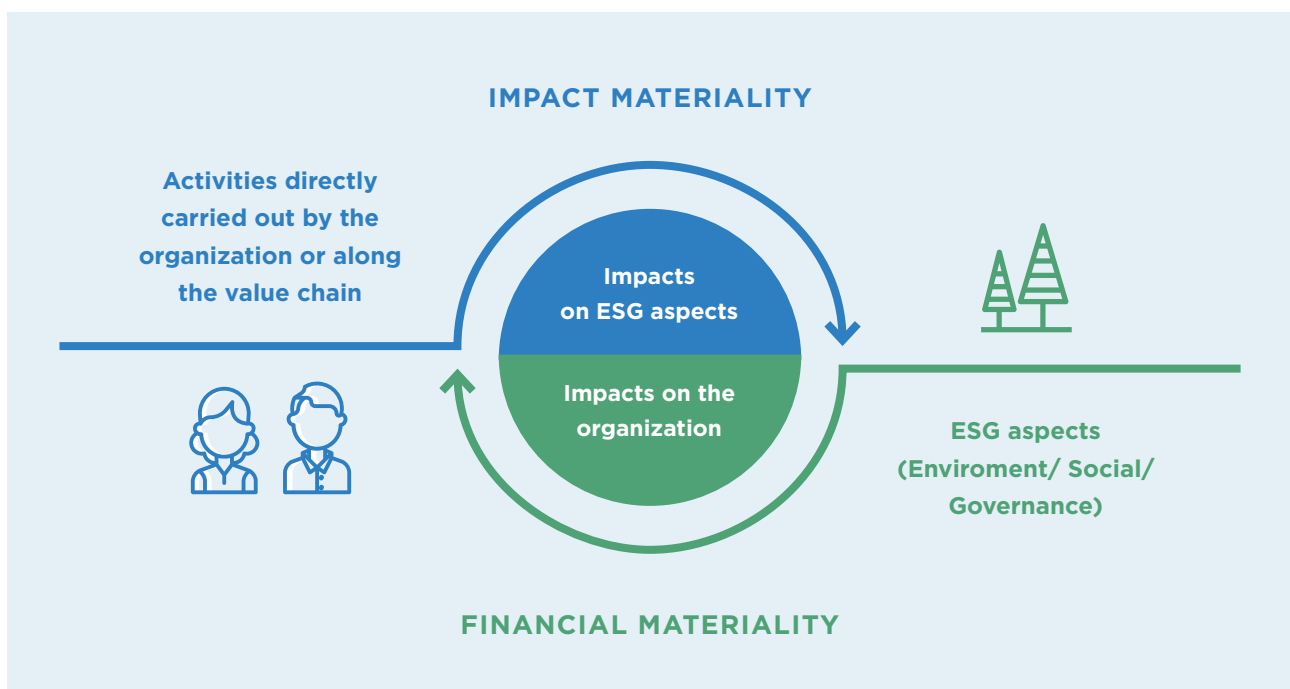 IMPACT MATERIALITY
Activities directly
carried out by the
organization or along
the value chain
Impacts
on ESG aspects
Impacts on the
organization
ESG aspects
(Enviroment/ Social/
Governance)
FINANCIAL MATERIALITY